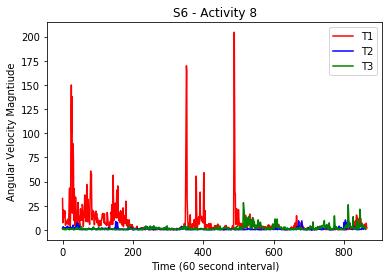 S6 - Activity 8
T1
T2
T3
Angular Velocity Magntiude
200
175
150
125
100
75
50
25
0
0
200
400
600
800
Time (60 second interval)